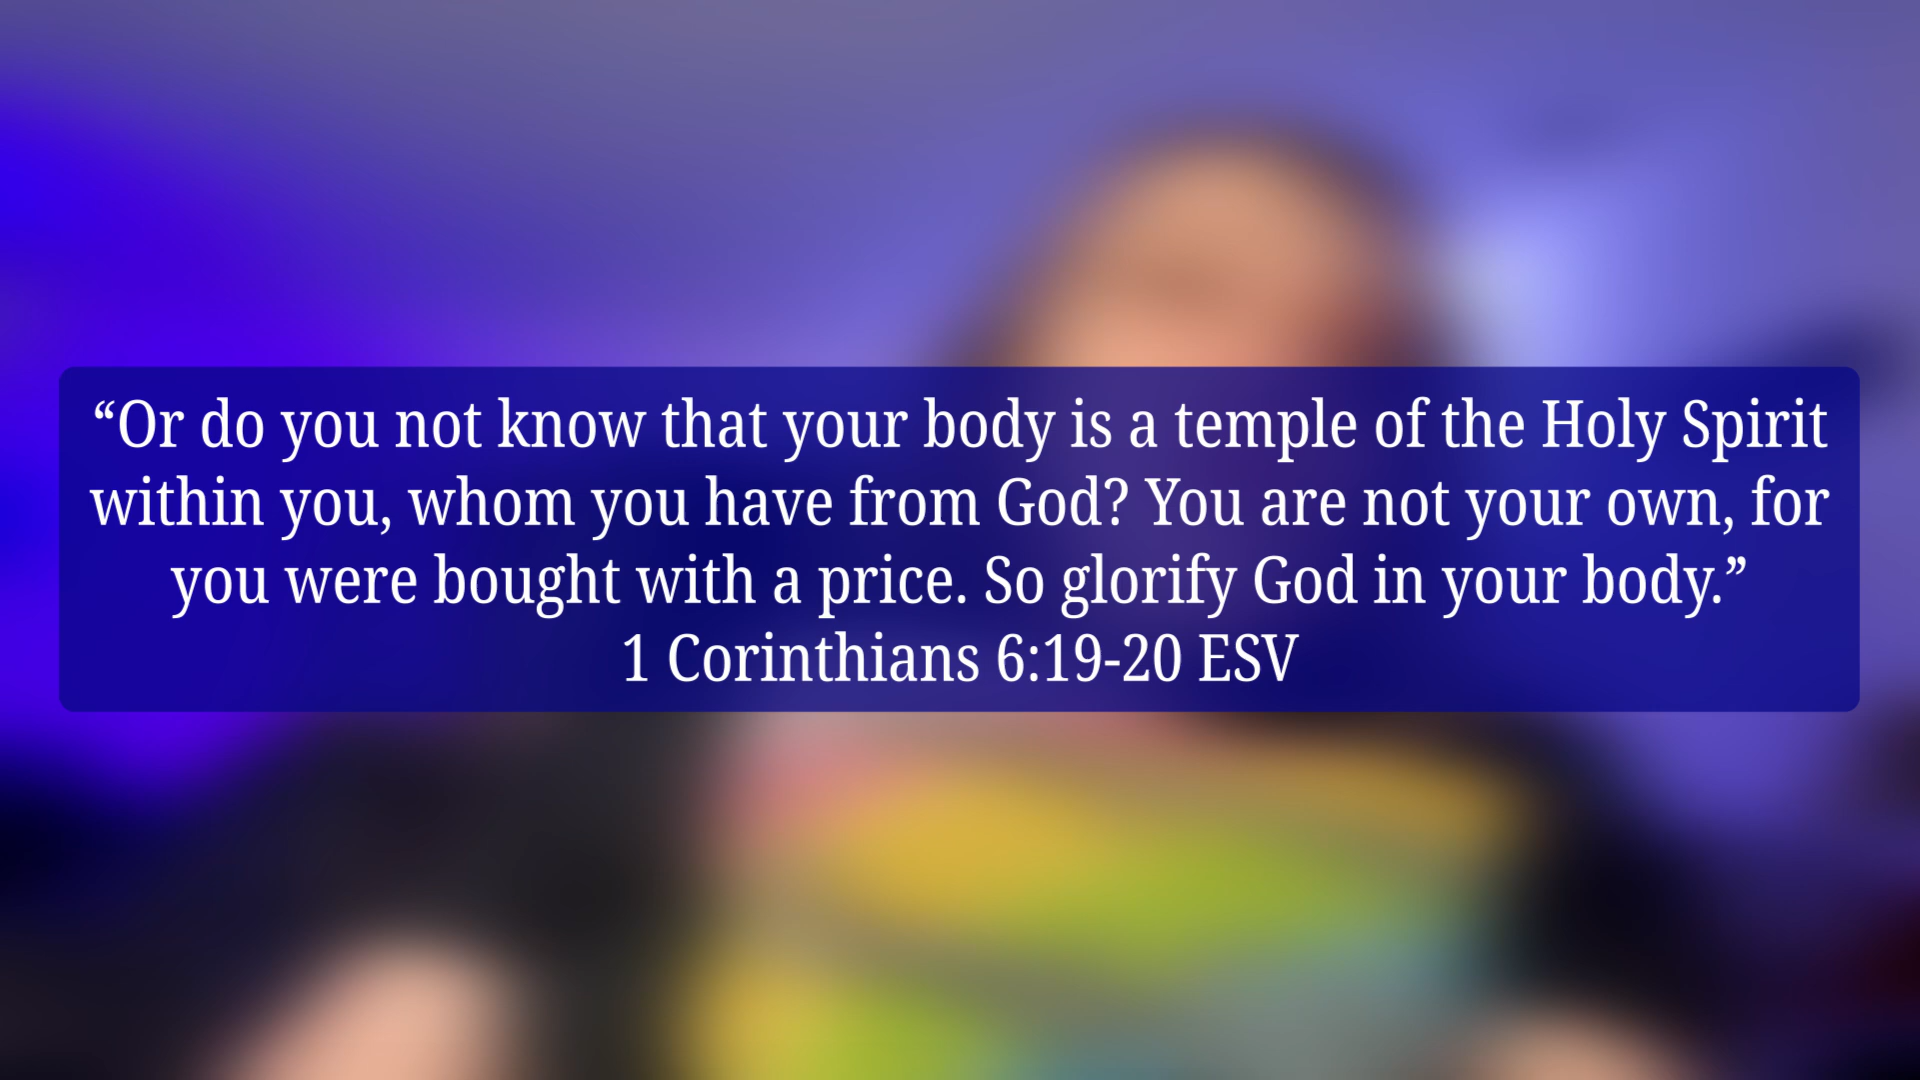 “Or do you not know that your body is a temple of the Holy Spirit
within you, whom you have from God? You are not your own, for
you were bought with a price. So glorify God in your body.”
1 Corinthians 6:19-20 ESV